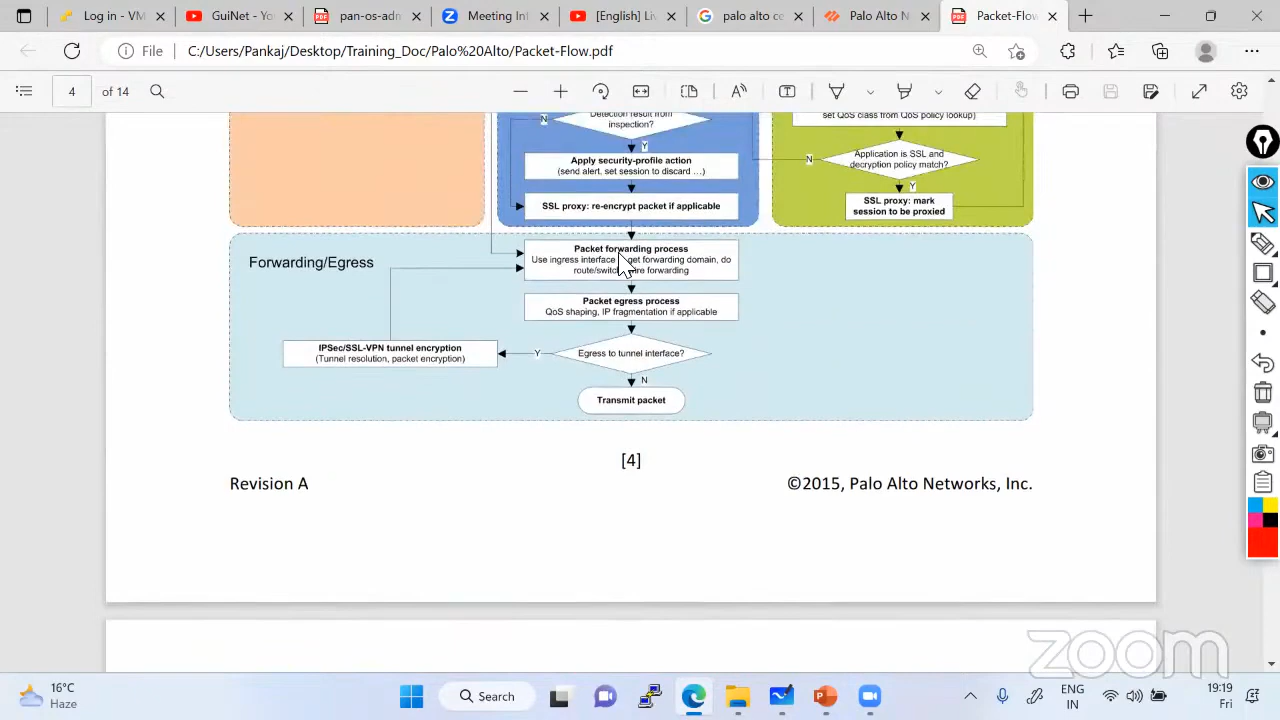 Log in - VM
GuiNet - Yo
pan-os-adm
Meeting Inf
[English] Liv
palo alto ce
Palo Alto N
Packet-Flow
File
C:/Users/Pankaj/Desktop/Training_Doc/Palo%20Alto/Packet-Flow.pdf
4
of 14
N
Detection result from
inspection?
Y
Apply security-profile action
(send alert, set session to discard …)
SSL proxy: re-encrypt packet if applicable
set QoS class from QoS policy lookup)
N
Application is SSL and
decryption policy match?
Y
SSL proxy: mark
session to be proxied
Forwarding/Egress
Packet forwarding process
Use ingress interface get forwarding domain, do
forwarding
Packet egress process
QoS shaping, IP fragmentation if applicable
IPSec/SSL-VPN tunnel encryption
(Tunnel resolution, packet encryption)
Y
Egress to tunnel interface?
N
Transmit packet
[4]
Revision A
©2015, Palo Alto Networks, Inc.
zoom
16°C
Haze
Search
ENG
IN
19:19
Fri